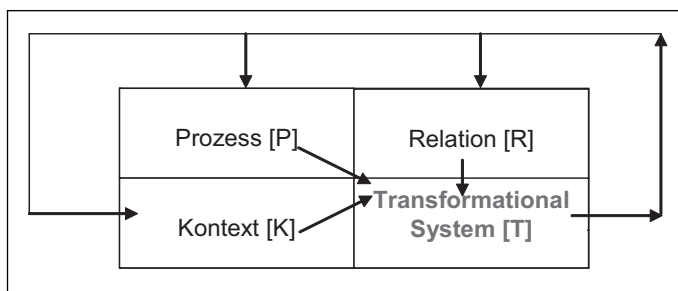 Prozess [P]
Relation [R]
Kontext [K]
Transformational
System [T]